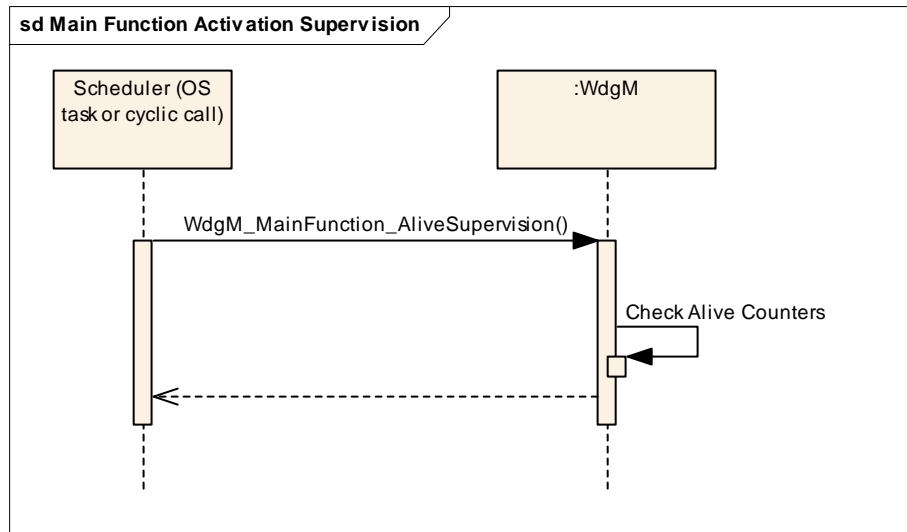 sd Main Function Activation Supervision
Scheduler (OS
task or cyclic call)
:WdgM
WdgM_MainFunction_AliveSupervision()
Check Alive Counters